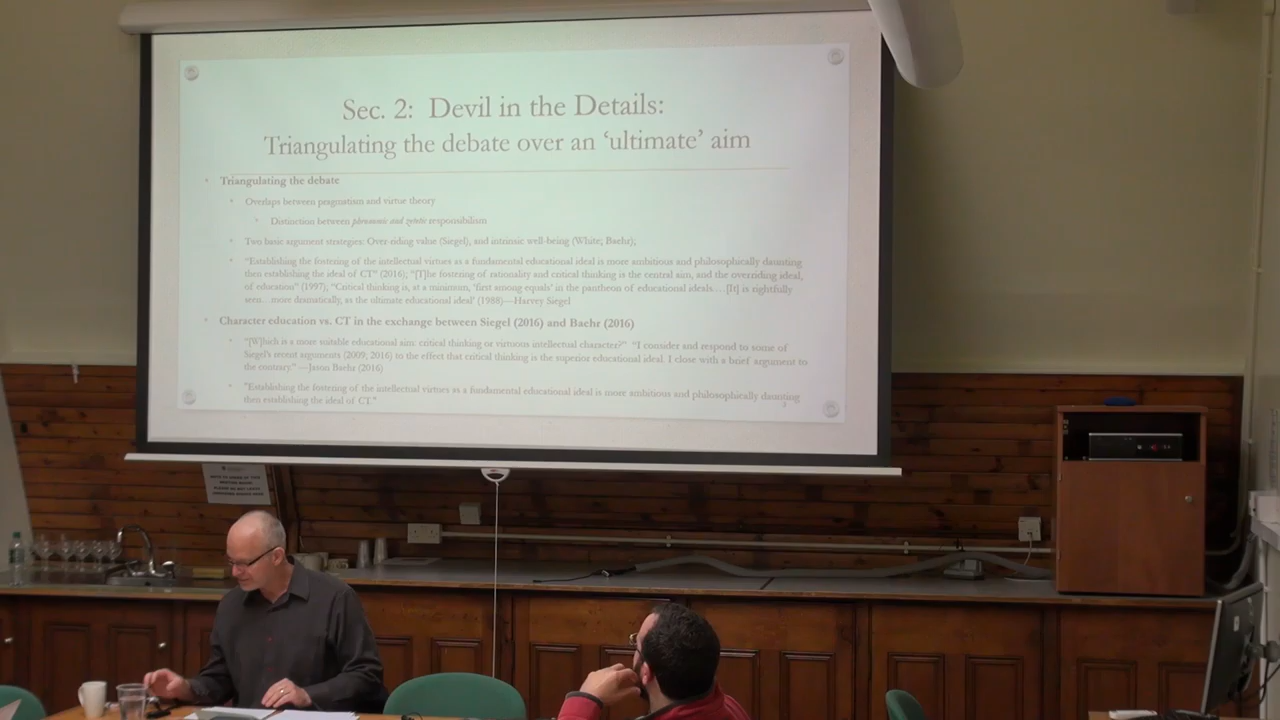 Sec. 2: Devil in the Details:
Triangulating the debate over an ‘ultimate’ aim
• Triangulating the debate
• Overlaps between pragmatism and virtue theory
• Distinction between phronomic and zetetic responsibilism
• Two basic argument strategies: Over-riding value (Siegel), and intrinsic well-being (White; Baehr);
• “Establishing the fostering of the intellectual virtues as a fundamental educational ideal is more ambitious and philosophically daunting
then establishing the ideal of CT” (2016); “[T]he fostering of rationality and critical thinking is the central aim, and the overriding ideal,
of education” (1997); “Critical thinking is, at a minimum, ‘first among equals’ in the pantheon of educational ideals …[It] is rightfully
seen…more dramatically, as the ultimate educational ideal’ (1988)—Harvey Siegel
• Character education vs. CT in the exchange between Siegel (2016) and Baehr (2016)
• “[W]hich is a more suitable educational aim: critical thinking or virtuous intellectual character?” “I consider and respond to some of
Siegel’s recent arguments (2009; 2016) to the effect that critical thinking is the superior educational ideal. I close with a brief argument to
the contrary.” —Jason Baehr (2016)
• "Establishing the fostering of the intellectual virtues as a fundamental educational ideal is more ambitious and philosophically daunting
then establishing the ideal of CT."